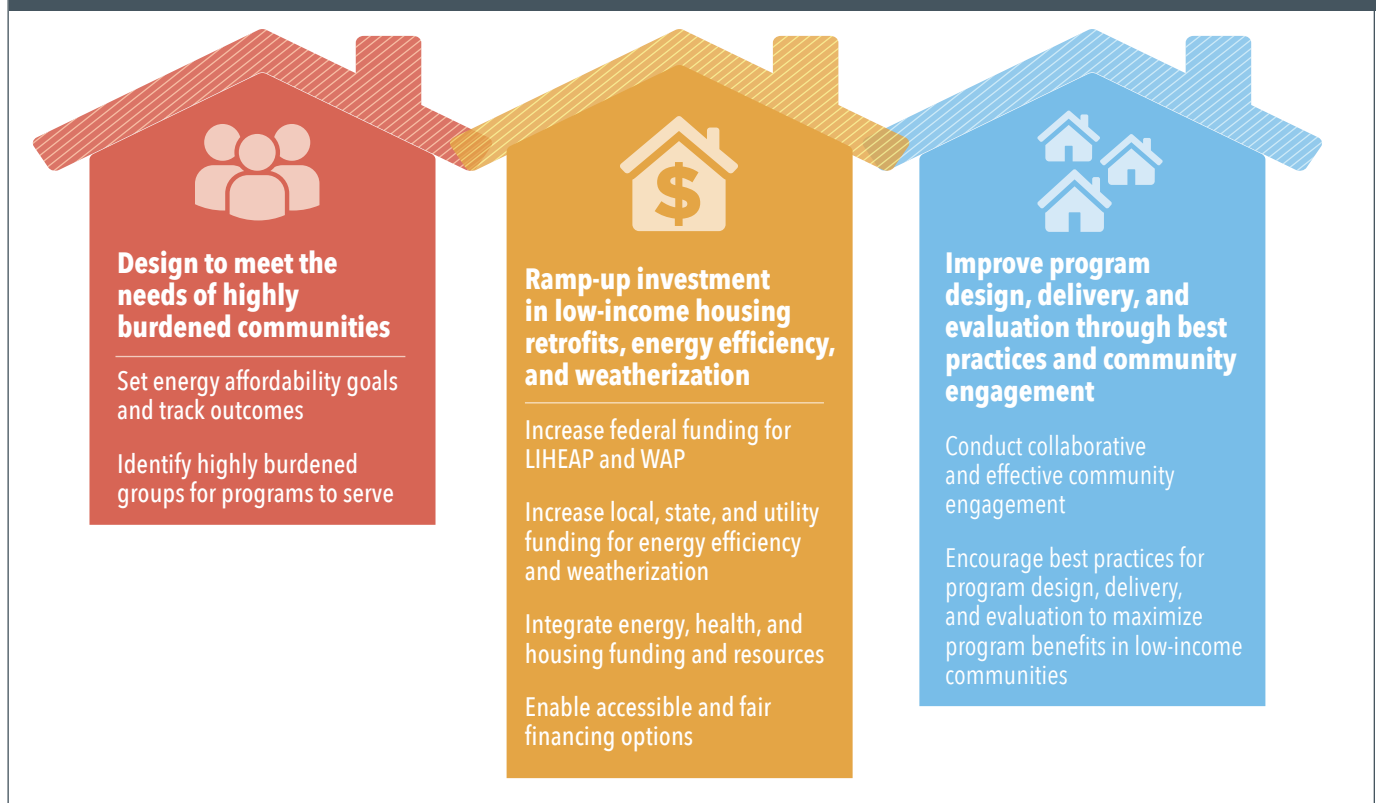 Design to meet the
needs of highly
burdened communities
Set energy affordability goals
and track outcomes
Identify highly burdened
groups for programs to serve
$
Ramp-up investment
in low-income housing
retrofits, energy efficiency,
and weatherization
Increase federal funding for
LIHEAP and WAP
Increase local, state, and utility
funding for energy efficiency
and weatherization
Integrate energy, health, and
housing funding and resources
Enable accessible and fair
financing options
Improve program
design, delivery, and
evaluation through best
practices and community
engagement
Conduct collaborative
and effective community
engagement
Encourage best practices for
program design, delivery,
and evaluation to maximize
program benefits in low-income
communities